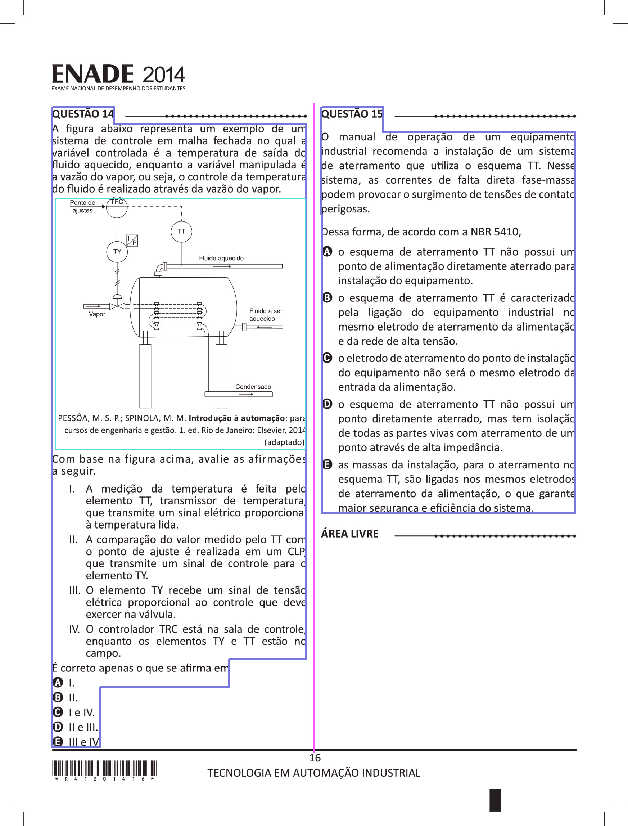 ENADE 2014
EXAME NACIONAL DE DESEMPENHO DOS ESTUDANTES
QUESTÃO 14
A figura abaixo representa um exemplo de um
sistema de controle em malha fechada no qual a
variável controlada é a temperatura de saída do
fluido aquecido, enquanto a variável manipulada é
a vazão do vapor, ou seja, o controle da temperatura
do fluido é realizado através da vazão do vapor.
Ponto de
ajustes
TRC
TT
I
P
TY
Fluido aquecido
Vapor
Fluido a ser
aquecido
Condensado
PESSÔA, M. S. P.; SPINOLA, M. M. Introdução à automação: para
cursos de engenharia e gestão. 1. ed. Rio de Janeiro: Elsevier, 2014
(adaptado)
Com base na figura acima, avalie as afirmações
a seguir.
I. A medição da temperatura é feita pelo
elemento TT, transmissor de temperatura,
que transmite um sinal elétrico proporcional
à temperatura lida.
II. A comparação do valor medido pelo TT com
o ponto de ajuste é realizada em um CLP,
que transmite um sinal de controle para o
elemento TY.
III. O elemento TY recebe um sinal de tensão
elétrica proporcional ao controle que deve
exercer na válvula.
IV. O controlador TRC está na sala de controle,
enquanto os elementos TY e TT estão no
campo.
É correto apenas o que se afirma em
A I.
B II.
C I e IV.
D II e III.
E III e IV
QUESTÃO 15
O manual de operação de um equipamento
industrial recomenda a instalação de um sistema
de aterramento que utiliza o esquema TT. Nesse
sistema, as correntes de falta direta fase-massa
podem provocar o surgimento de tensões de contato
perigosas.
Dessa forma, de acordo com a NBR 5410,
A o esquema de aterramento TT não possui um
ponto de alimentação diretamente aterrado para
instalação do equipamento.
B o esquema de aterramento TT é caracterizado
pela ligação do equipamento industrial no
mesmo eletrodo de aterramento da alimentação
e da rede de alta tensão.
C o eletrodo de aterramento do ponto de instalação
do equipamento não será o mesmo eletrodo da
entrada da alimentação.
D o esquema de aterramento TT não possui um
ponto diretamente aterrado, mas tem isolação
de todas as partes vivas com aterramento de um
ponto através de alta impedância.
E as massas da instalação, para o aterramento no
esquema TT, são ligadas nos mesmos eletrodos
de aterramento da alimentação, o que garante
maior segurança e eficiência do sistema.
ÁREA LIVRE
16
TECNOLOGIA EM AUTOMAÇÃO INDUSTRIAL
*R41201416*